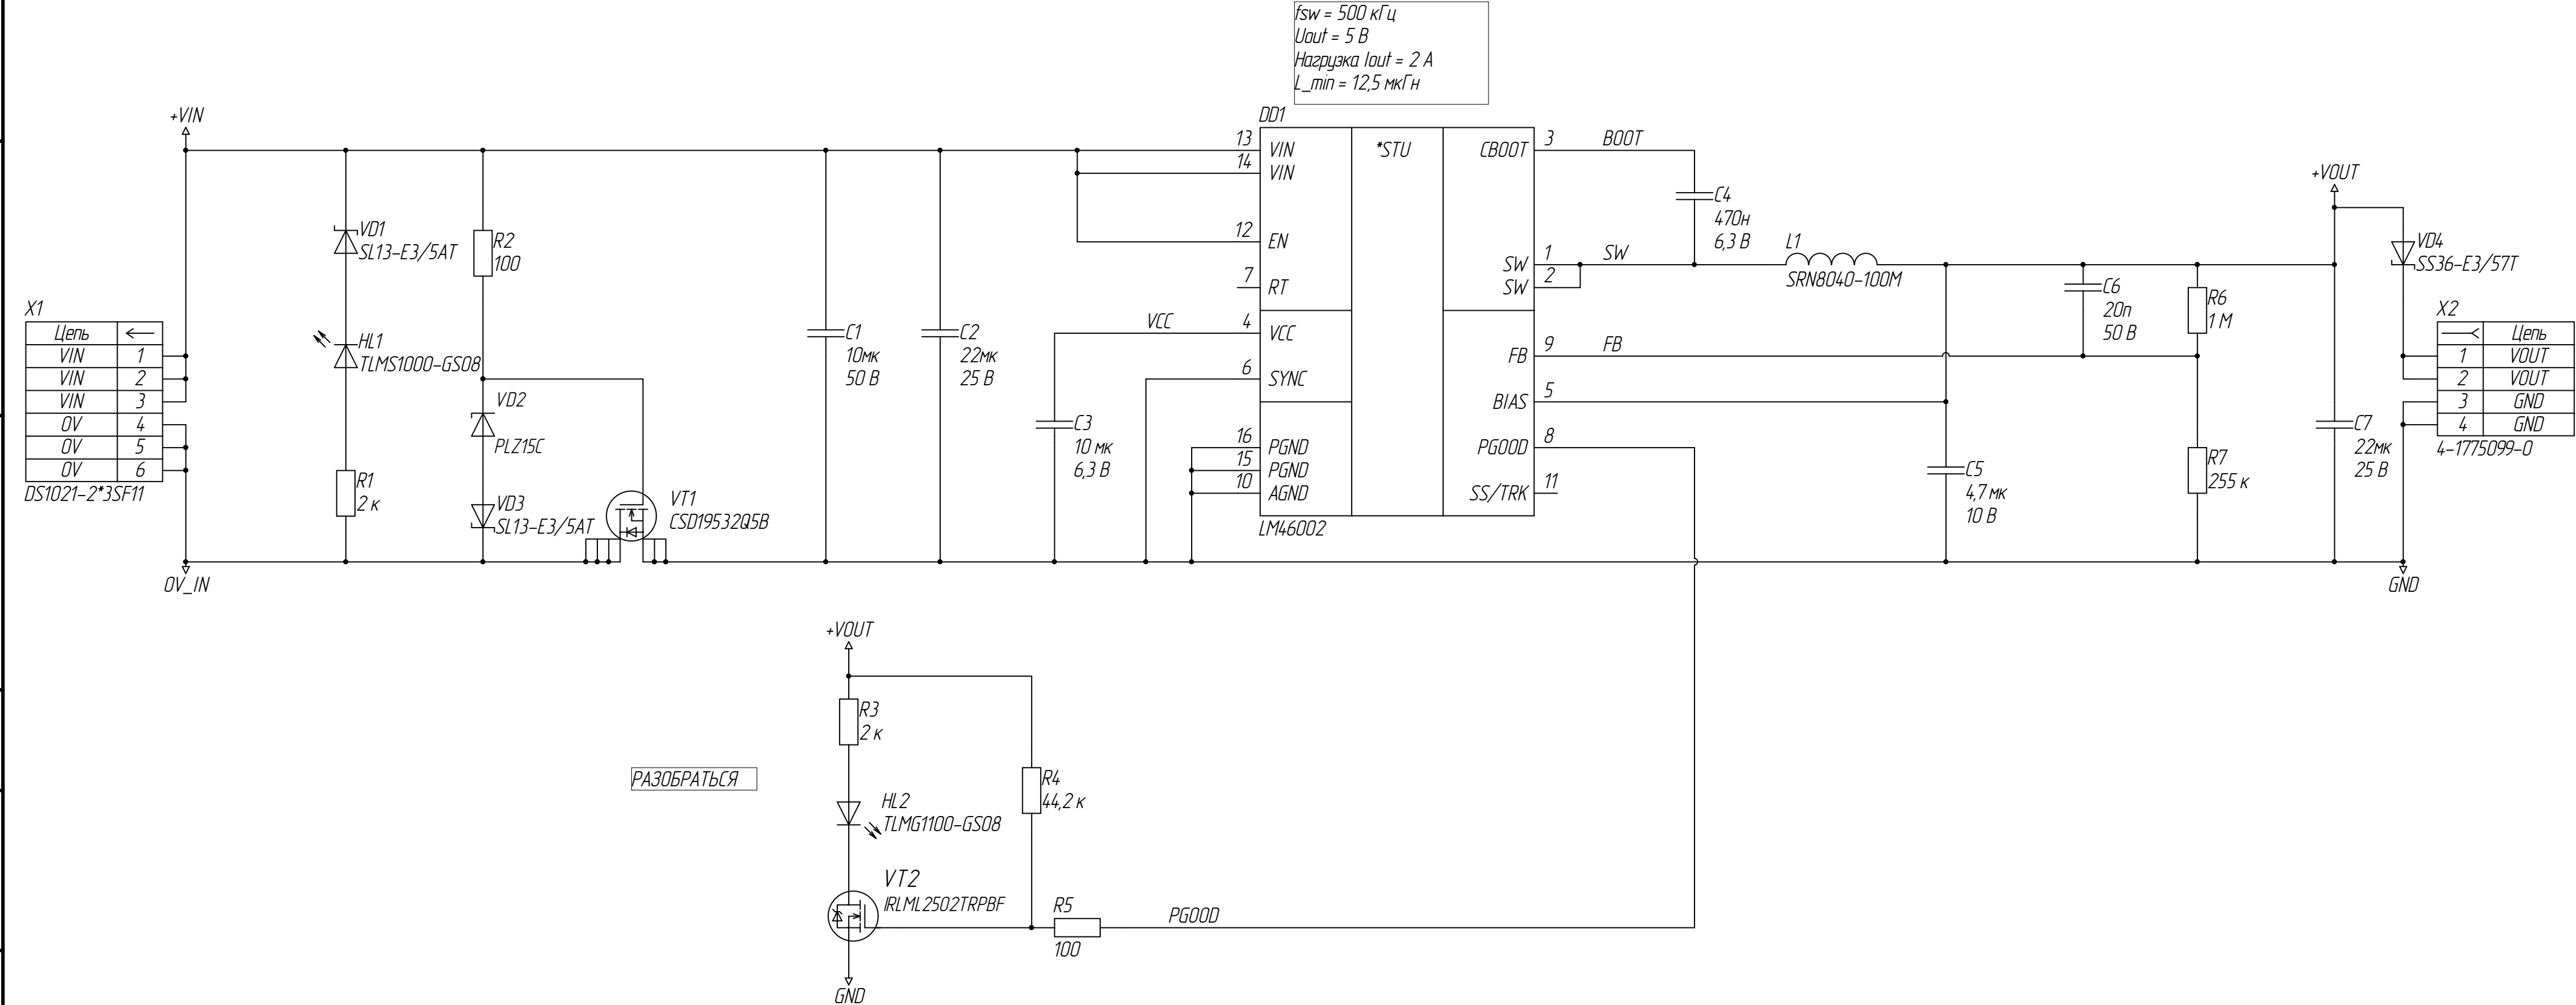 fsw = 500 кГц
Uout = 5 В
Нагрузка Iout = 2 А
L_min = 12,5 мкГн
+VIN
X1
Цепь
VIN 1
VIN 2
VIN 3
0V 4
0V 5
0V 6
DS1021-2*3SF11
0V_IN
VD1
SL13-E3/5AT
HL1
TLMS1000-GS08
R1
2 к
R2
100
VD2
PLZ15C
VD3
SL13-E3/5AT
VT1
CSD19532Q5B
C1
10мк
50 В
C2
22мк
25 В
C3
10 мк
6,3 В
VCC
DD1
*STU
13 VIN
14 VIN
12 EN
7 RT
4 VCC
6 SYNC
16 PGND
15 PGND
10 AGND
CBOOT 3
SW 1
SW 2
FB 9
BIAS 5
PGOOD 8
SS/TRK 11
LM46002
BOOT
C4
470н
6,3 В
SW
L1
SRN8040-100M
FB
C5
4,7 мк
10 В
C6
20п
50 В
R6
1 М
R7
255 к
+VOUT
C7
22мк
25 В
VD4
SS36-E3/57T
X2
Цепь
1 VOUT
2 VOUT
3 GND
4 GND
4-1775099-0
GND
+VOUT
R3
2 к
РАЗОБРАТЬСЯ
HL2
TLMG1100-GS08
R4
44,2 к
VT2
IRLML2502TRPBF
R5
100
PGOOD
GND